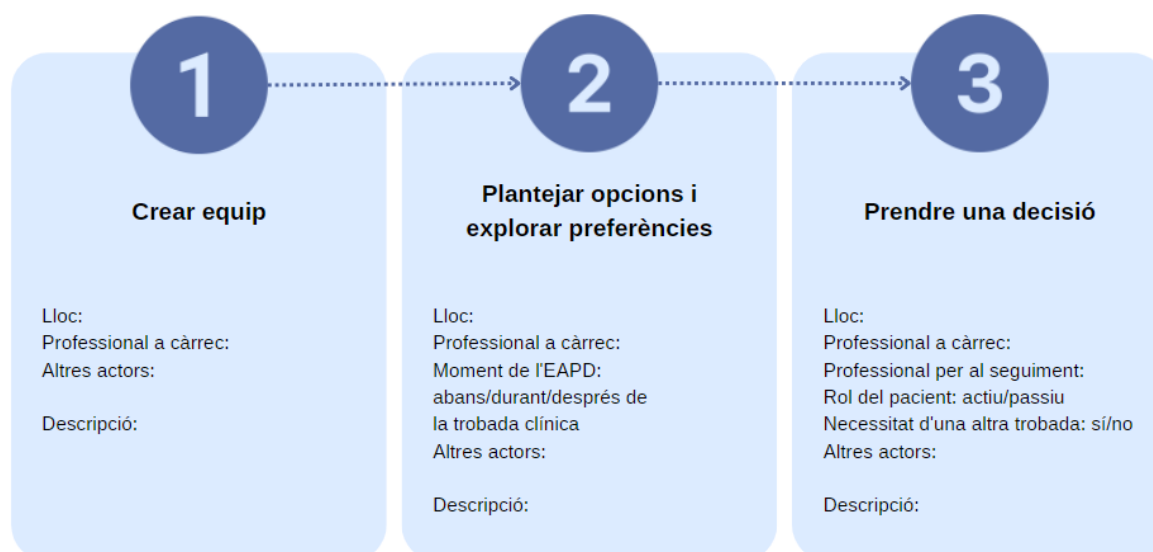 1
Crear equip
Lloc:
Professional a càrrec:
Altres actors:
Descripció:
2
Plantejar opcions i
explorar preferències
Lloc:
Professional a càrrec:
Moment de l'EAPD:
abans/durant/després de
la trobada clínica
Altres actors:
Descripció:
3
Prendre una decisió
Lloc:
Professional a càrrec:
Professional per al seguiment:
Rol del pacient: actiu/passiu
Necessitat d'una altra trobada: sí/no
Altres actors:
Descripció: